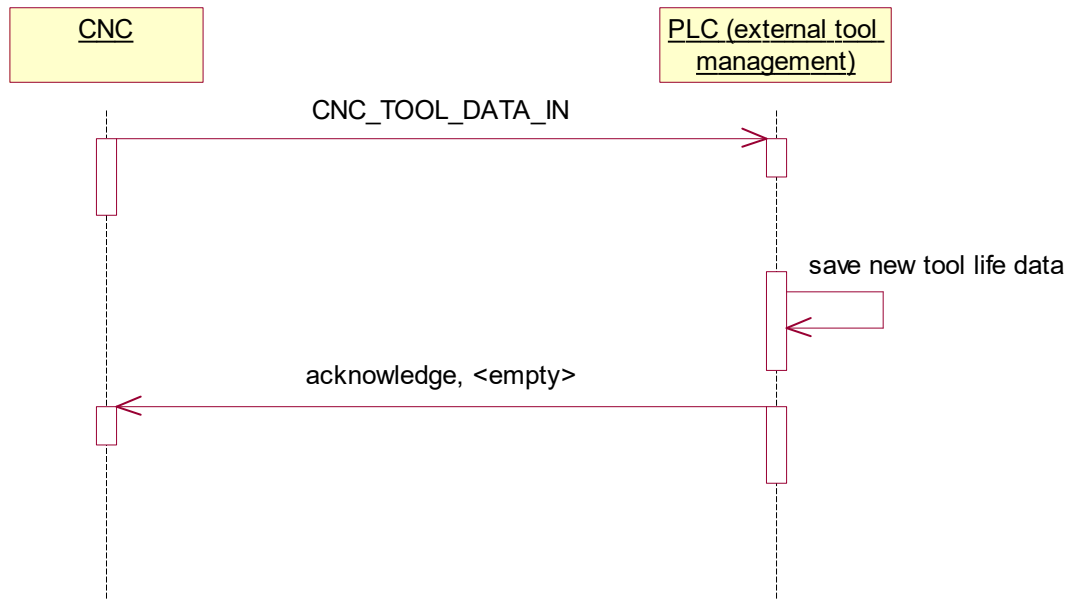 CNC
PLC (external tool
management)
CNC_TOOL_DATA_IN
save new tool life data
acknowledge, <empty>